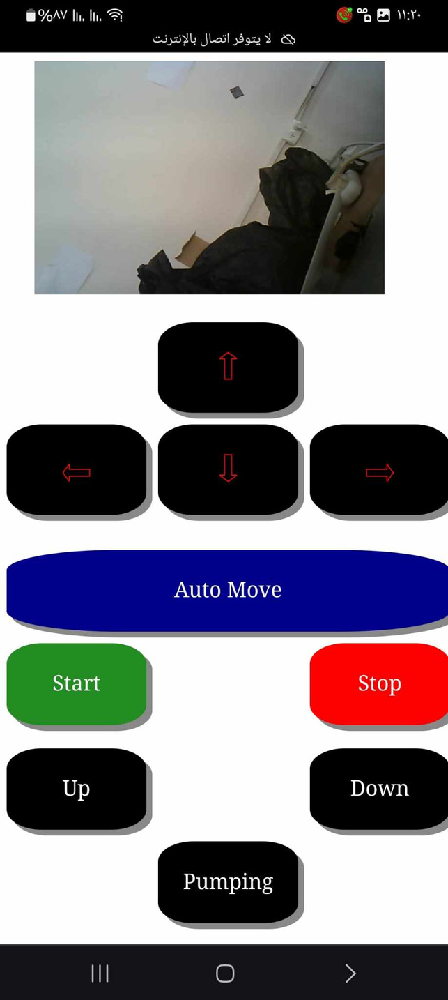 %٨٧ ١١:٢٠
لا يتوفر اتصال بالإنترنت
⇧
⇦ ⇩ ⇨
Auto Move
Start Stop
Up Down
Pumping